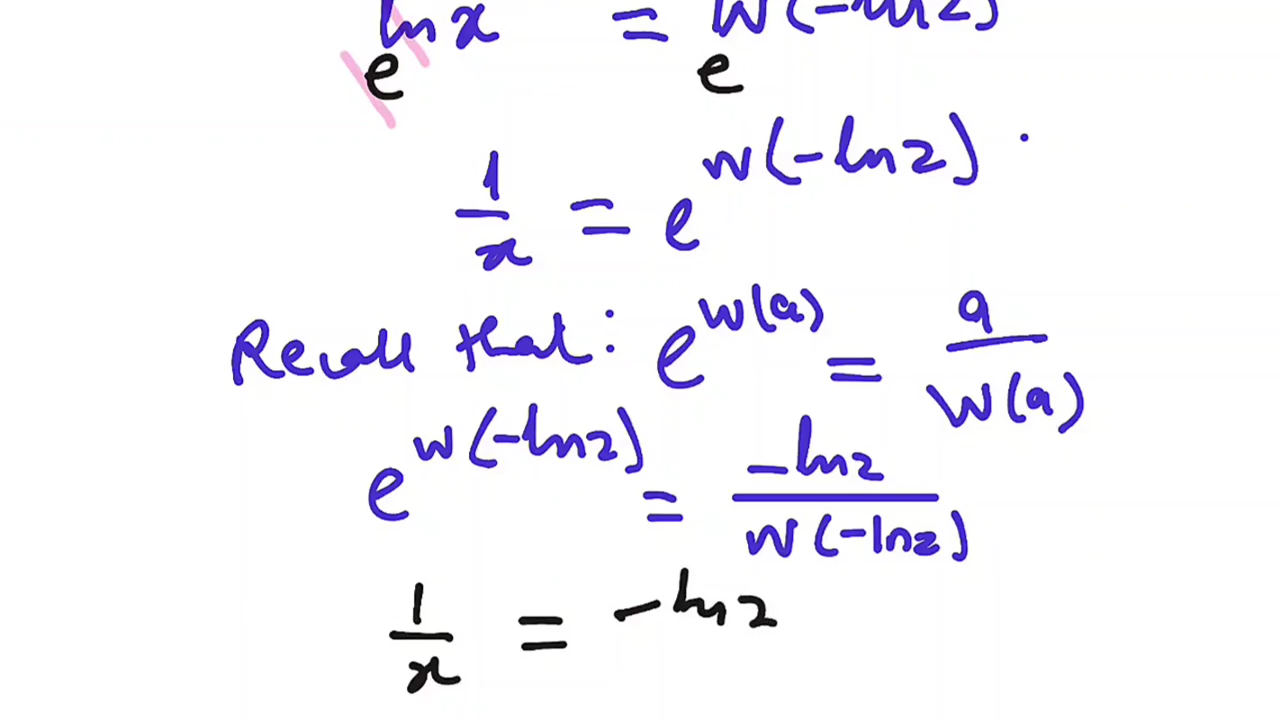 e^{ln x} = e^{W(-ln2)}
1/x = e^{W(-ln2)}
Recall that: e^{W(a)} = a/W(a)
e^{W(-ln2)} = -ln2/W(-ln2)
1/x = -ln2